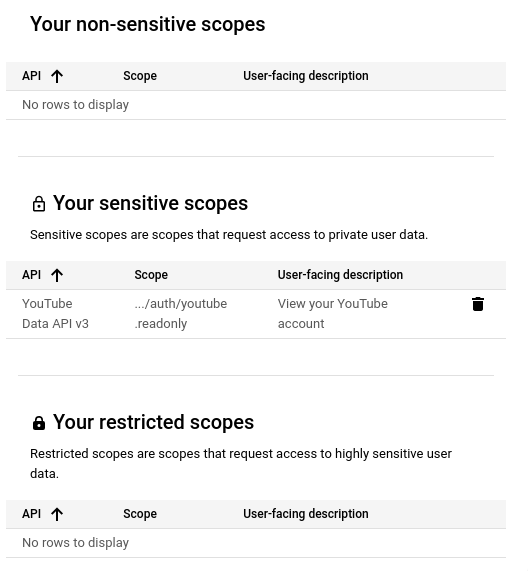 Your non-sensitive scopes
API Scope User-facing description
No rows to display
Your sensitive scopes
Sensitive scopes are scopes that request access to private user data.
API Scope User-facing description
YouTube .../auth/youtube View your YouTube
Data API v3 .readonly account
Your restricted scopes
Restricted scopes are scopes that request access to highly sensitive user
data.
API Scope User-facing description
No rows to display